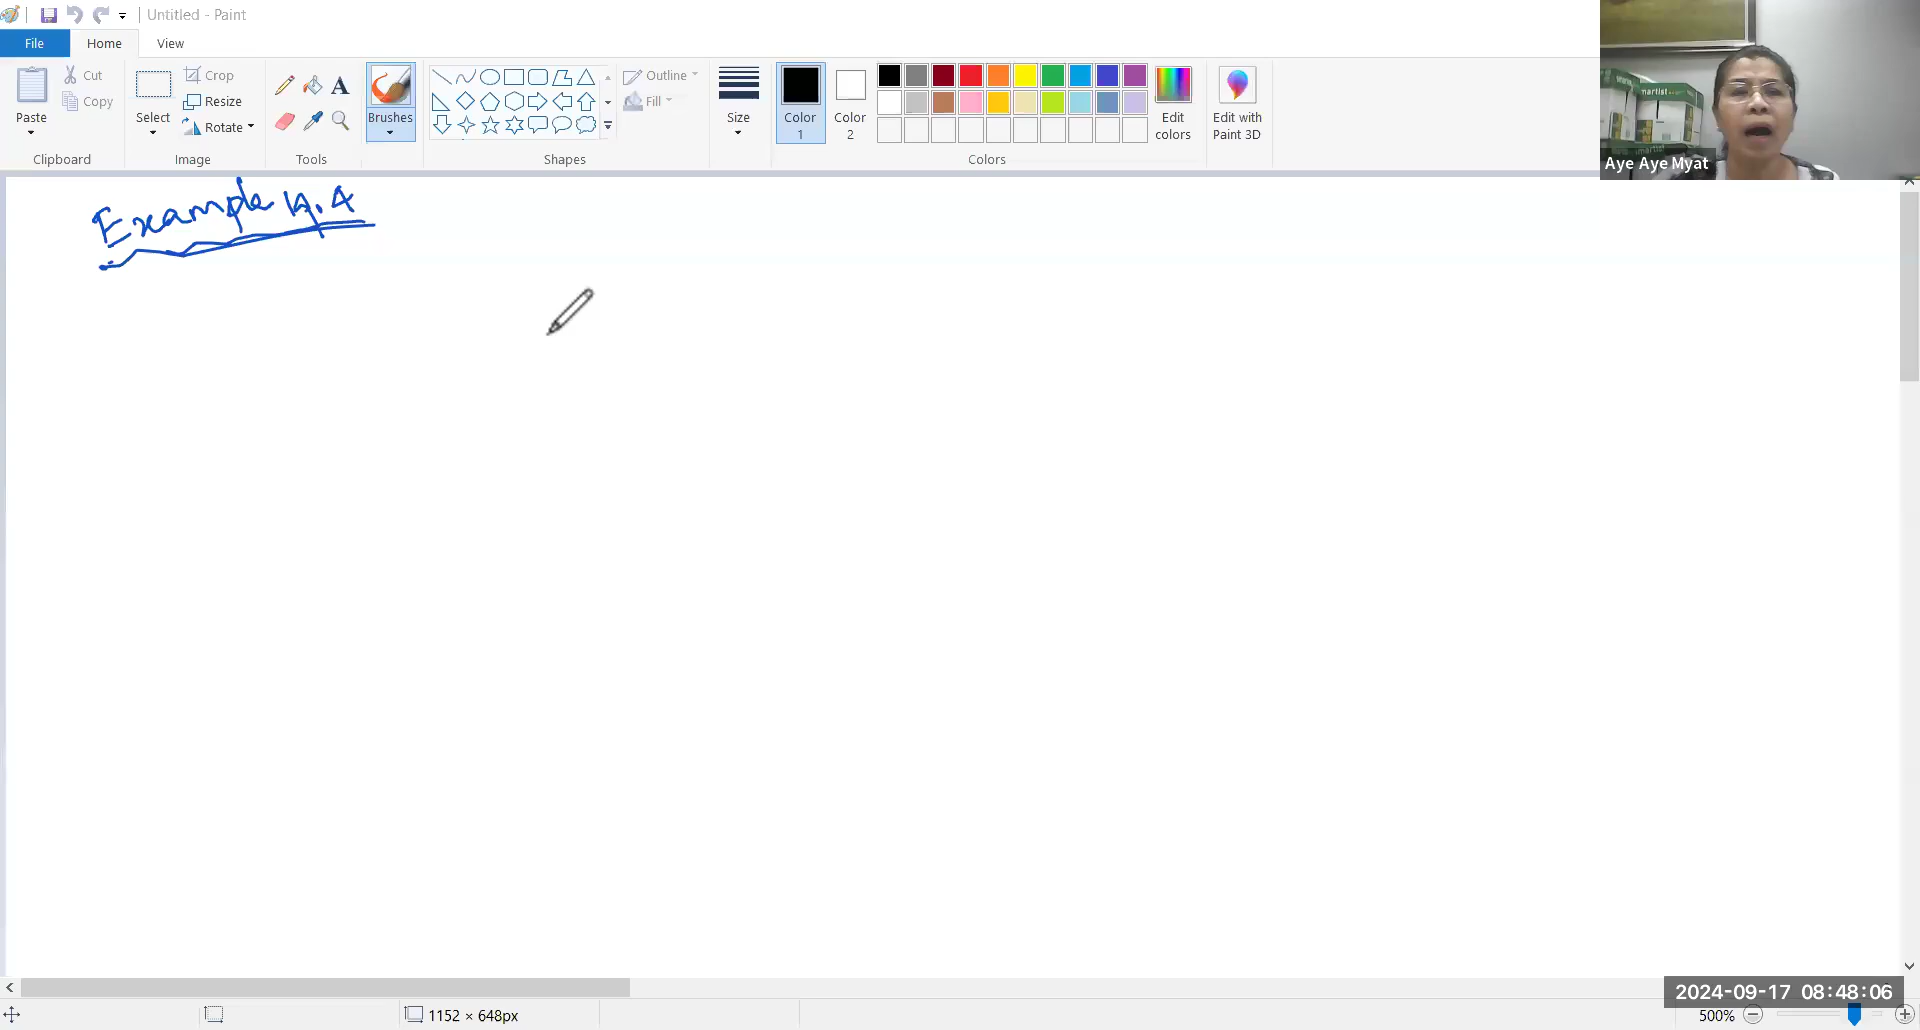 Untitled - Paint
File Home View
Cut
Crop
Outline
Copy
Resize
Fill
Paste
Select
Rotate
Brushes
Size
Color 1
Color 2
Edit colors
Edit with Paint 3D
Clipboard
Image
Tools
Shapes
Colors
Aye Aye Myat
Example
2024-09-17 08:48:06
1152 × 648px
500%